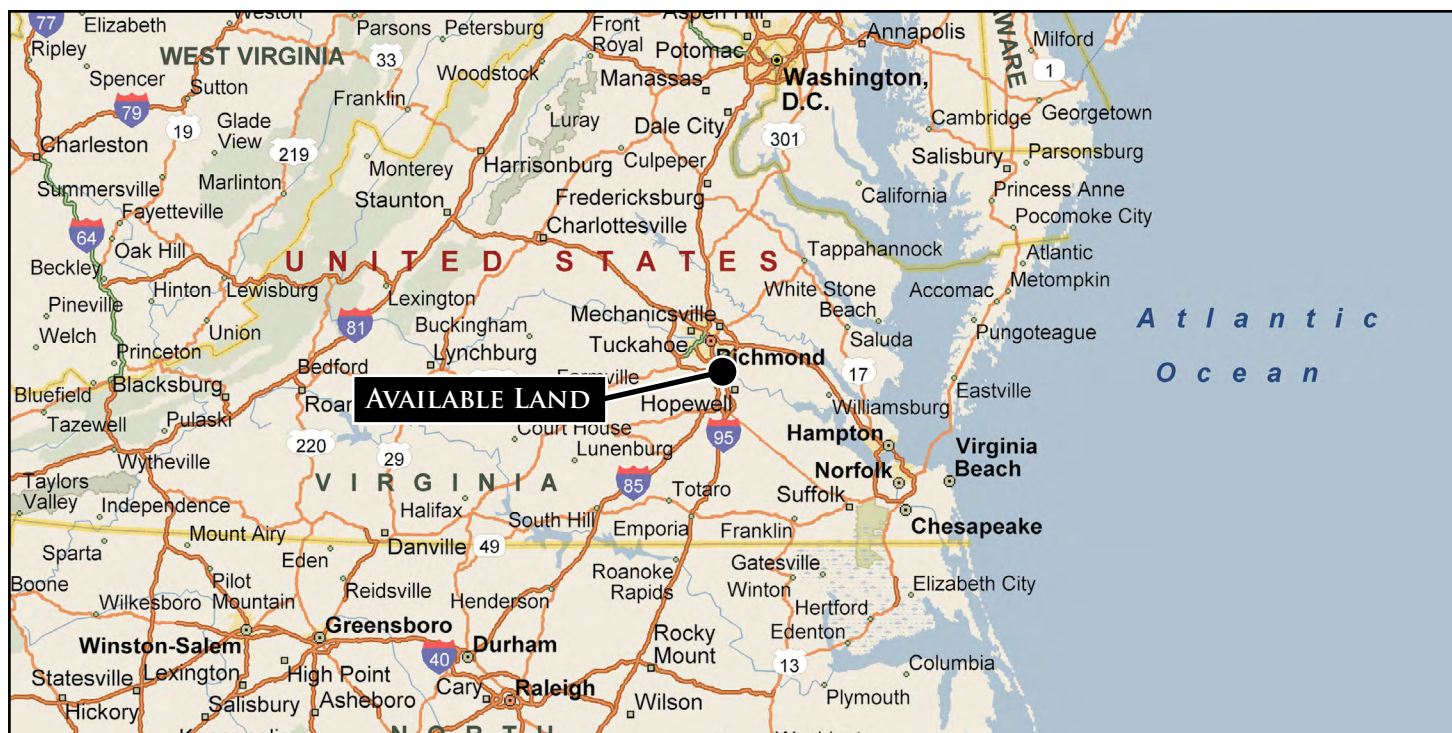 77
Elizabeth
Weston
Parsons
Petersburg
Front
Royal
Aspen Hill
Annapolis
Milford
Ripley
WEST VIRGINIA
33
Potomac
1
Spencer
Sutton
Woodstock
Manassas
Washington,
D.C.
79
19
Glade
View
Franklin
Luray
Dale City
301
Cambridge
Georgetown
Charleston
219
Monterey
Harrisonburg
Culpeper
Salisbury
Parsonsburg
Summersville
Marlinton
Staunton
Fredericksburg
California
Princess Anne
Fayetteville
Charlottesville
Pocomoke City
64
Oak Hill
UNITED STATES
Tappahannock
Atlantic
Beckley
Hinton
Lewisburg
Lexington
White Stone
Beach
Accomac
Metompkin
Pineville
81
Buckingham
Mechanicsville
Pungoteague
Atlantic
Ocean
Welch
Union
Lynchburg
Tuckahoe
Richmond
Saluda
Princeton
Bedford
17
Bluefield
Blacksburg
AVAILABLE LAND
Hopewell
Williamsburg
Eastville
Tazewell
Pulaski
Court House
220
29
Lunenburg
95
Hampton
Virginia
Beach
Wytheville
VIRGINIA
85
Norfolk
Taylors
Valley
Independence
Halifax
South Hill
Totaro
Suffolk
Emporia
Franklin
Chesapeake
Sparta
Mount Airy
Eden
Danville
49
Gatesville
Boone
Pilot
Mountain
Reidsville
Roanoke
Rapids
Winton
Elizabeth City
Wilkesboro
Henderson
Hertford
Winston-Salem
Greensboro
Durham
Rocky
Mount
Edenton
40
13
Columbia
Statesville
Lexington
High Point
Cary
Raleigh
Wilson
Plymouth
Hickory
Salisbury
Asheboro
NORTH